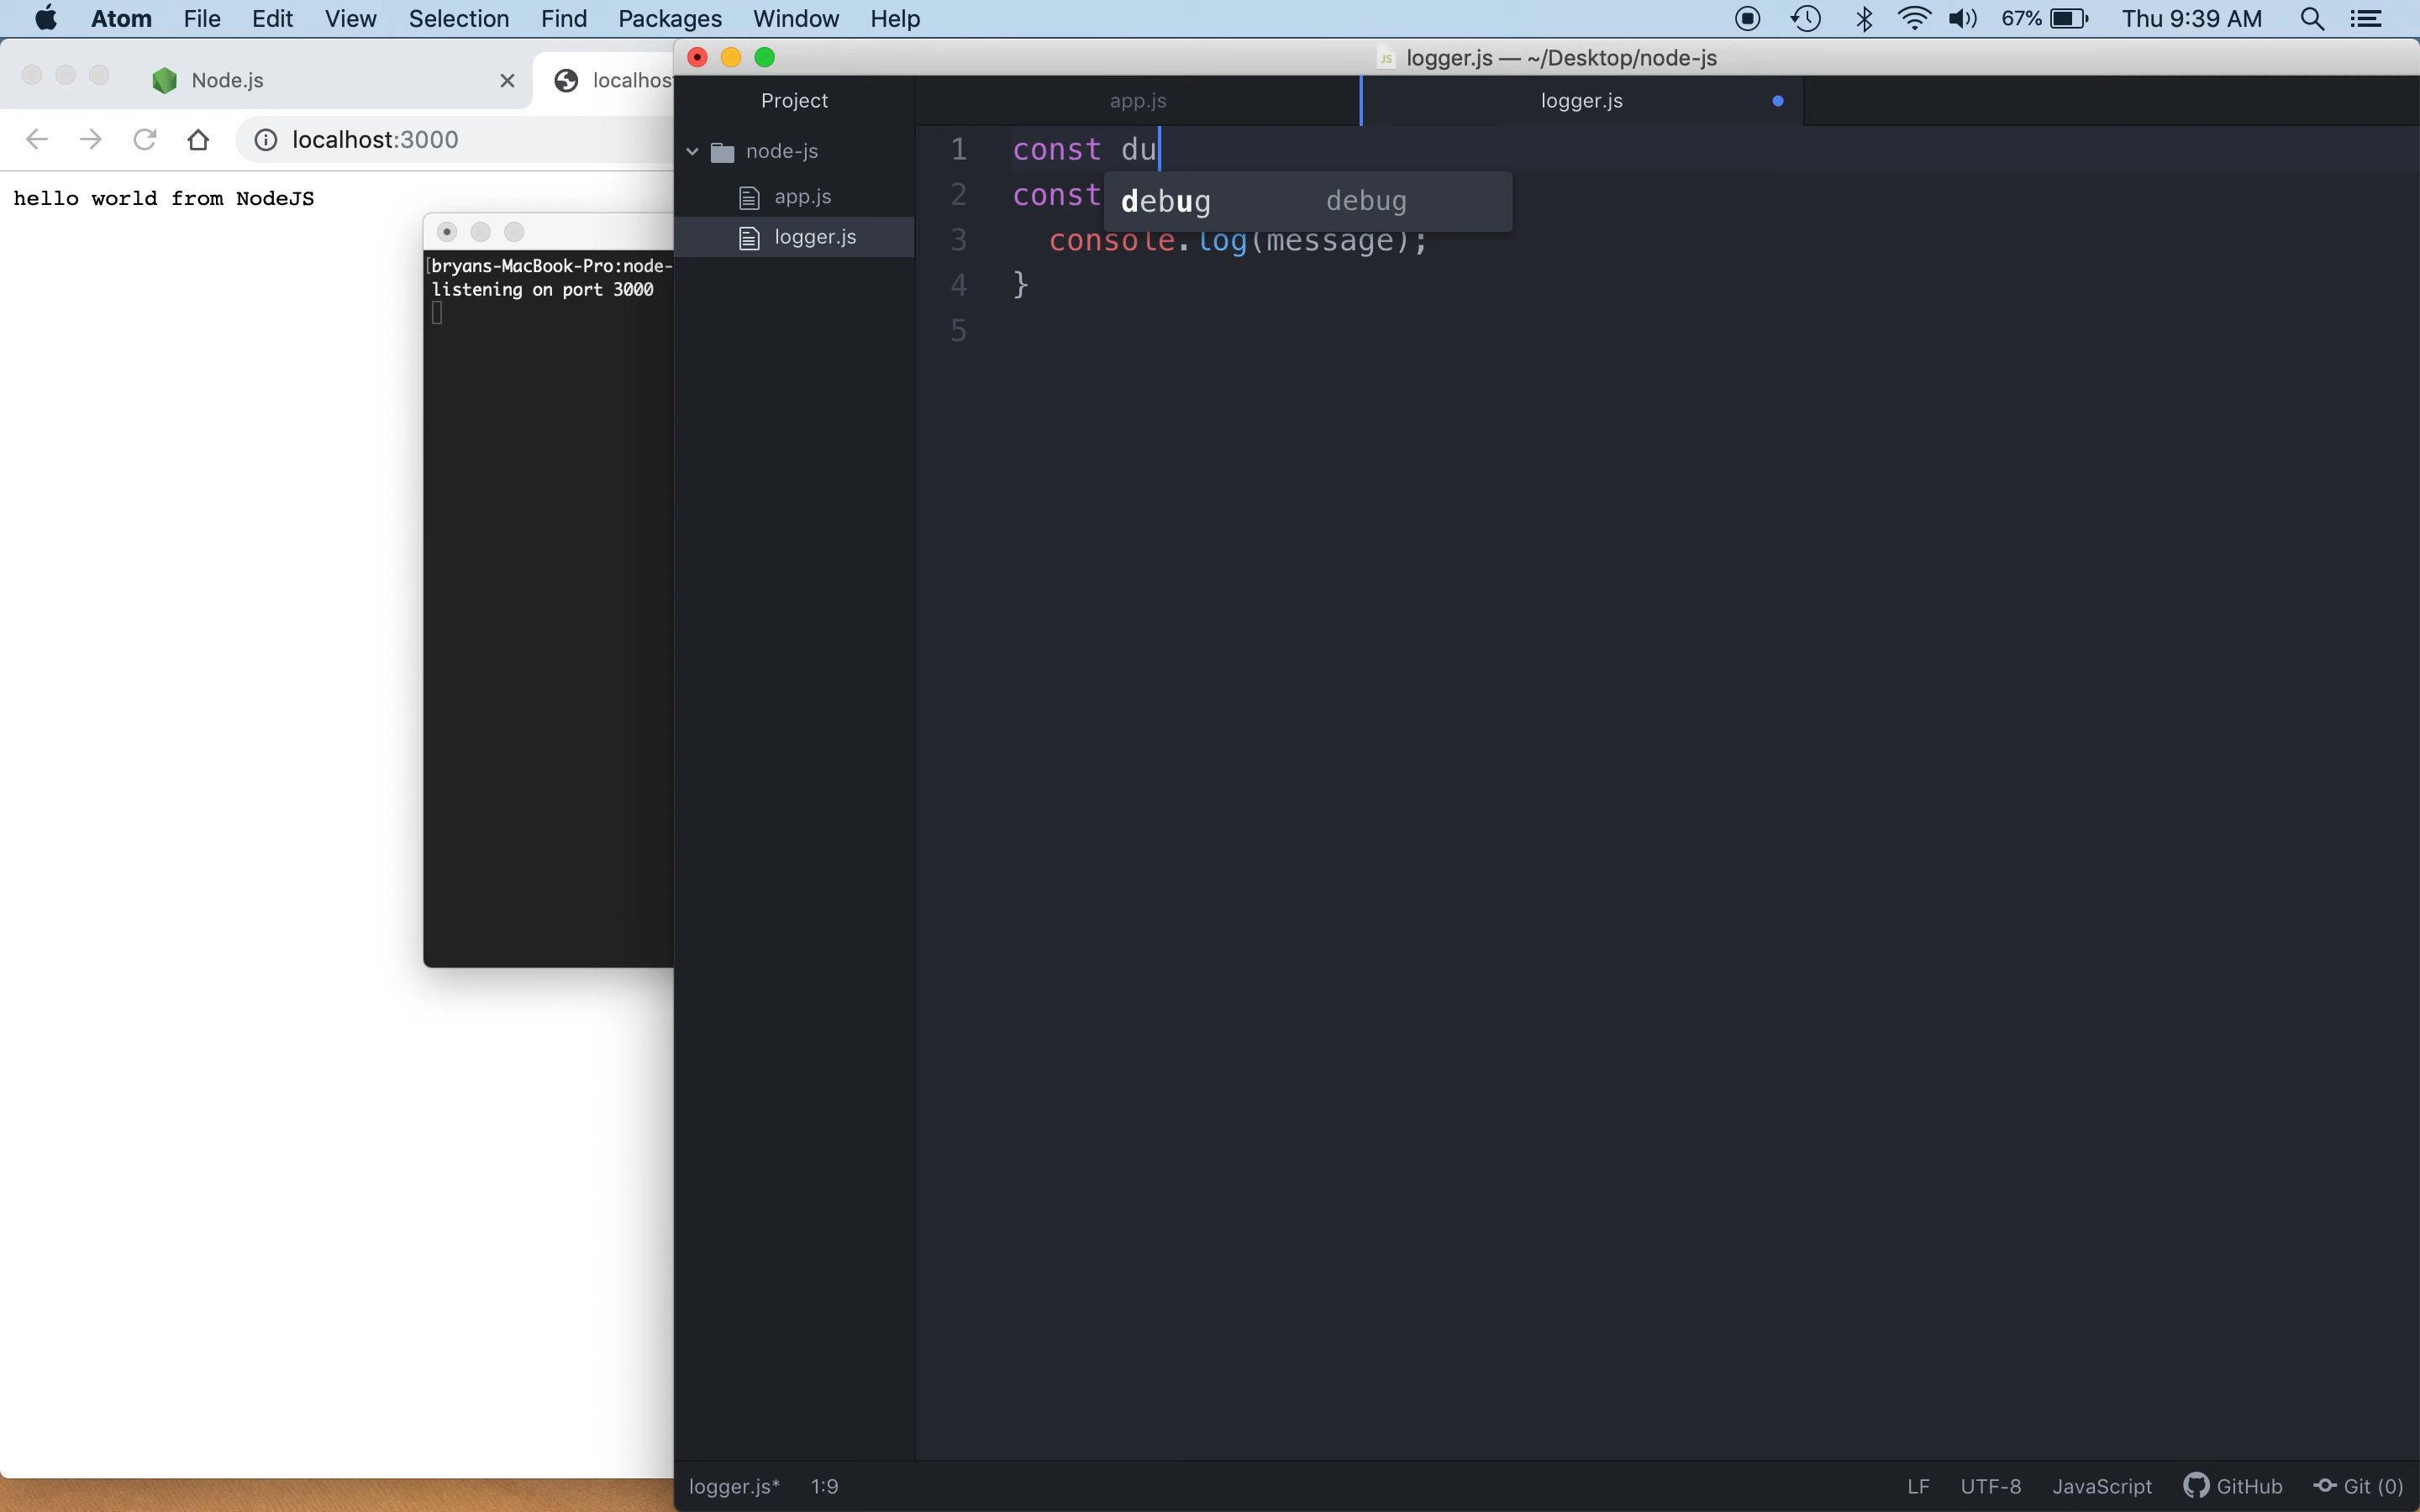 Atom File Edit View Selection Find Packages Window Help 67% Thu 9:39 AM
Node.js
localhos
localhost:3000
hello world from NodeJS
bryans-MacBook-Pro:node-
listening on port 3000
logger.js — ~/Desktop/node-js
Project
node-js
app.js
logger.js
app.js
logger.js
1 const du
debug debug
2 const
3 console.log(message);
4 }
5
logger.js* 1:9 LF UTF-8 JavaScript GitHub Git (0)